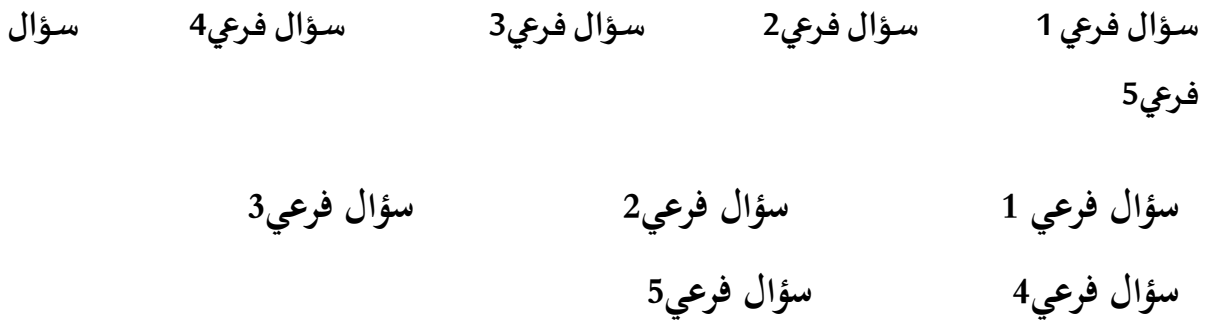 سؤال فرعي 1 سؤال فرعي2 سؤال فرعي3 سؤال فرعي4 سؤال
فرعي5
سؤال فرعي 1 سؤال فرعي2 سؤال فرعي3
سؤال فرعي4 سؤال فرعي5